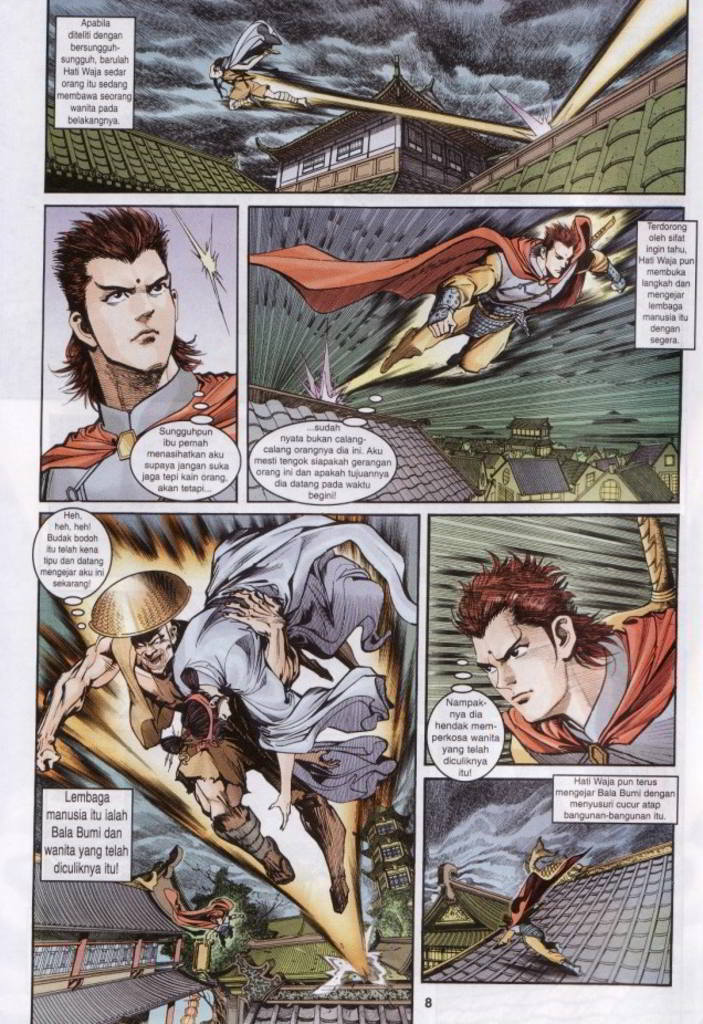 Apabila
diteliti dengan
bersungguh-
sungguh, barulah
Hati Waja sedar
orang itu sedang
membawa seorang
wanita pada
belakangnya.
Sungguhpun
ibu pernah
menasihatkan aku
supaya jangan suka
jaga tepi kain orang,
akan tetapi...
Terdorong
oleh sifat
ingin tahu,
Hati Waja pun
membuka
langkah dan
mengejar
lembaga
manusia itu
dengan
segera.
...sudah
nyata bukan calang-
calang orangnya dia ini. Aku
mesti tengok siapakah gerangan
orang ini dan apakah tujuannya
dia datang pada waktu
begini!
Heh,
heh, heh!
Budak bodoh
itu telah kena
tipu dan datang
mengejar aku ini
sekarang!
Lembaga
manusia itu ialah
Bala Bumi dan
wanita yang telah
diculiknya!
Nampak-
nya dia
hendak mem-
perkosa wanita
yang telah
diculiknya
itu!
Hati Waja pun terus
mengejar Bala Bumi dengan
menyusuri cucur atap
bangunan-bangunan itu.
8